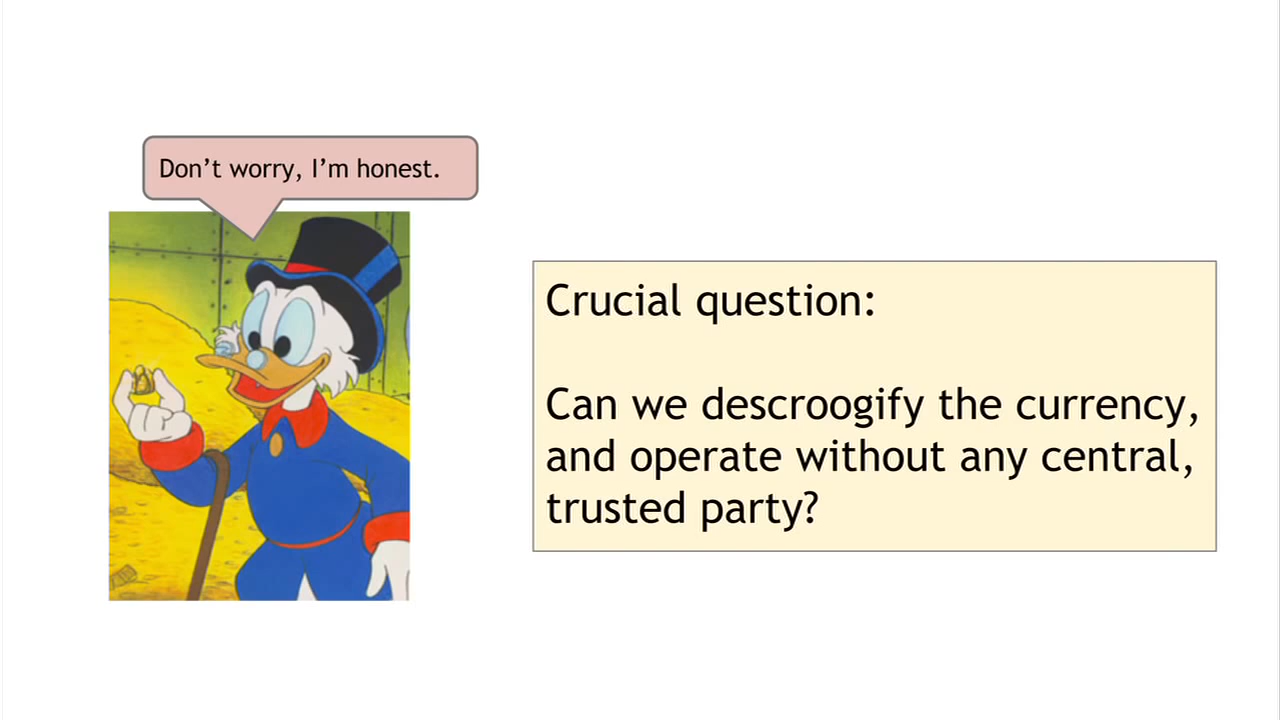 Don’t worry, I’m honest.
Crucial question:
Can we descroogify the currency,
and operate without any central,
trusted party?